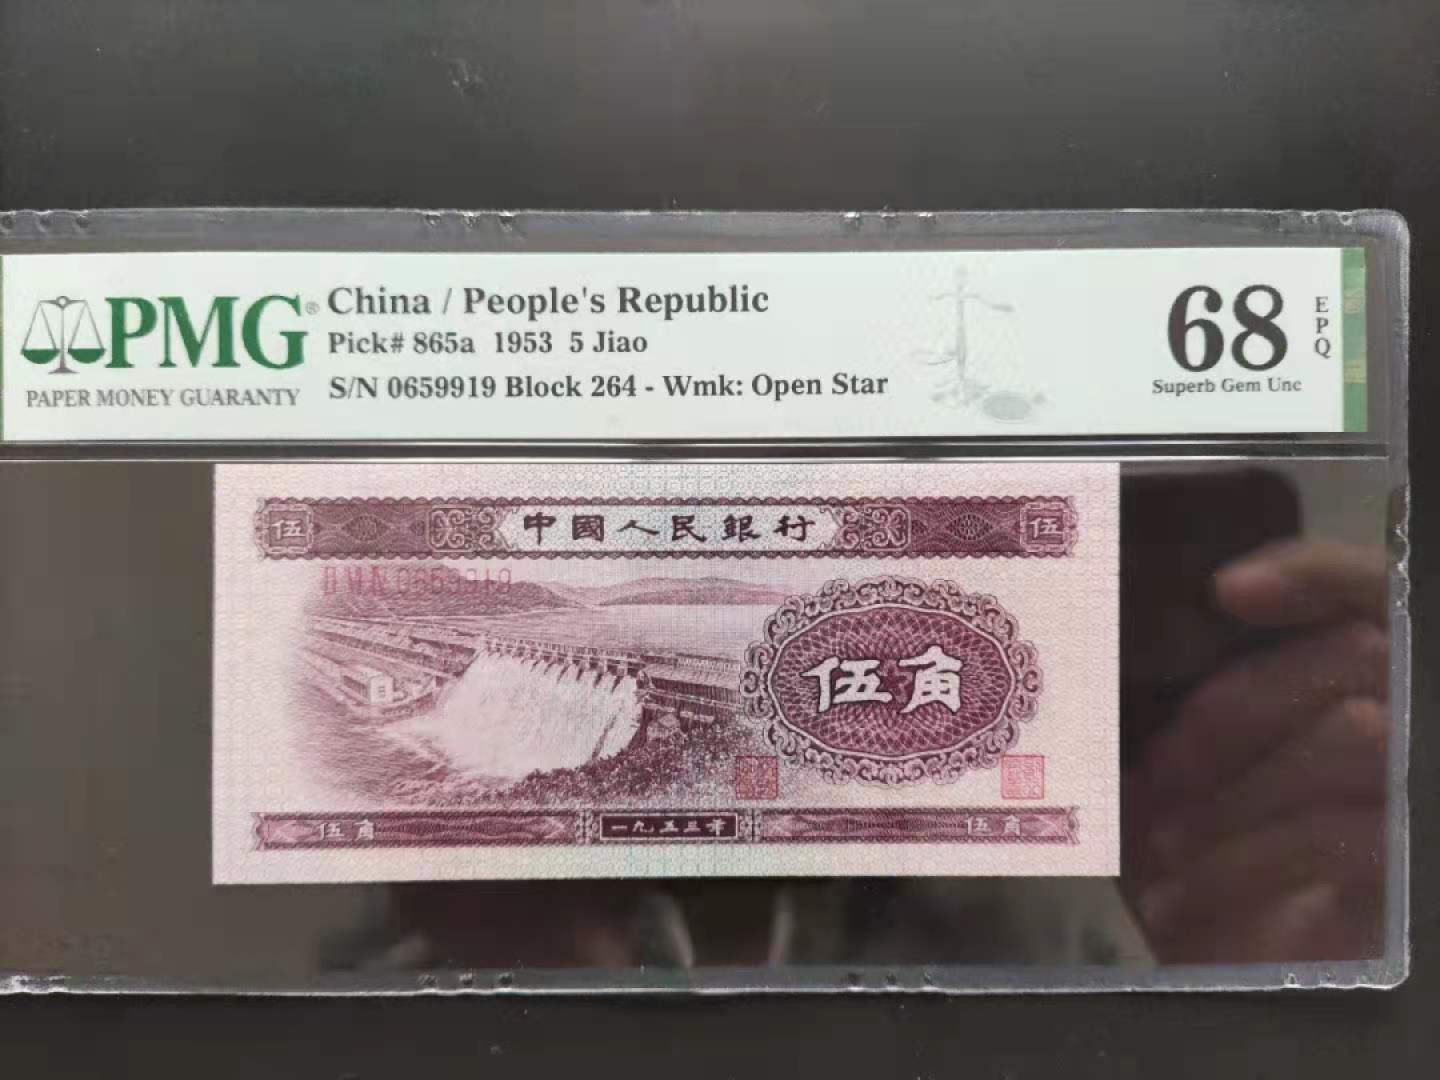 PMG®
PAPER MONEY GUARANTY
China / People's Republic
Pick# 865a 1953 5 Jiao
S/N 0659919 Block 264 - Wmk: Open Star
68
EPQ
Superb Gem Unc
伍 中國人民銀行 伍
0659919
伍角
伍角 一九五三年 伍角